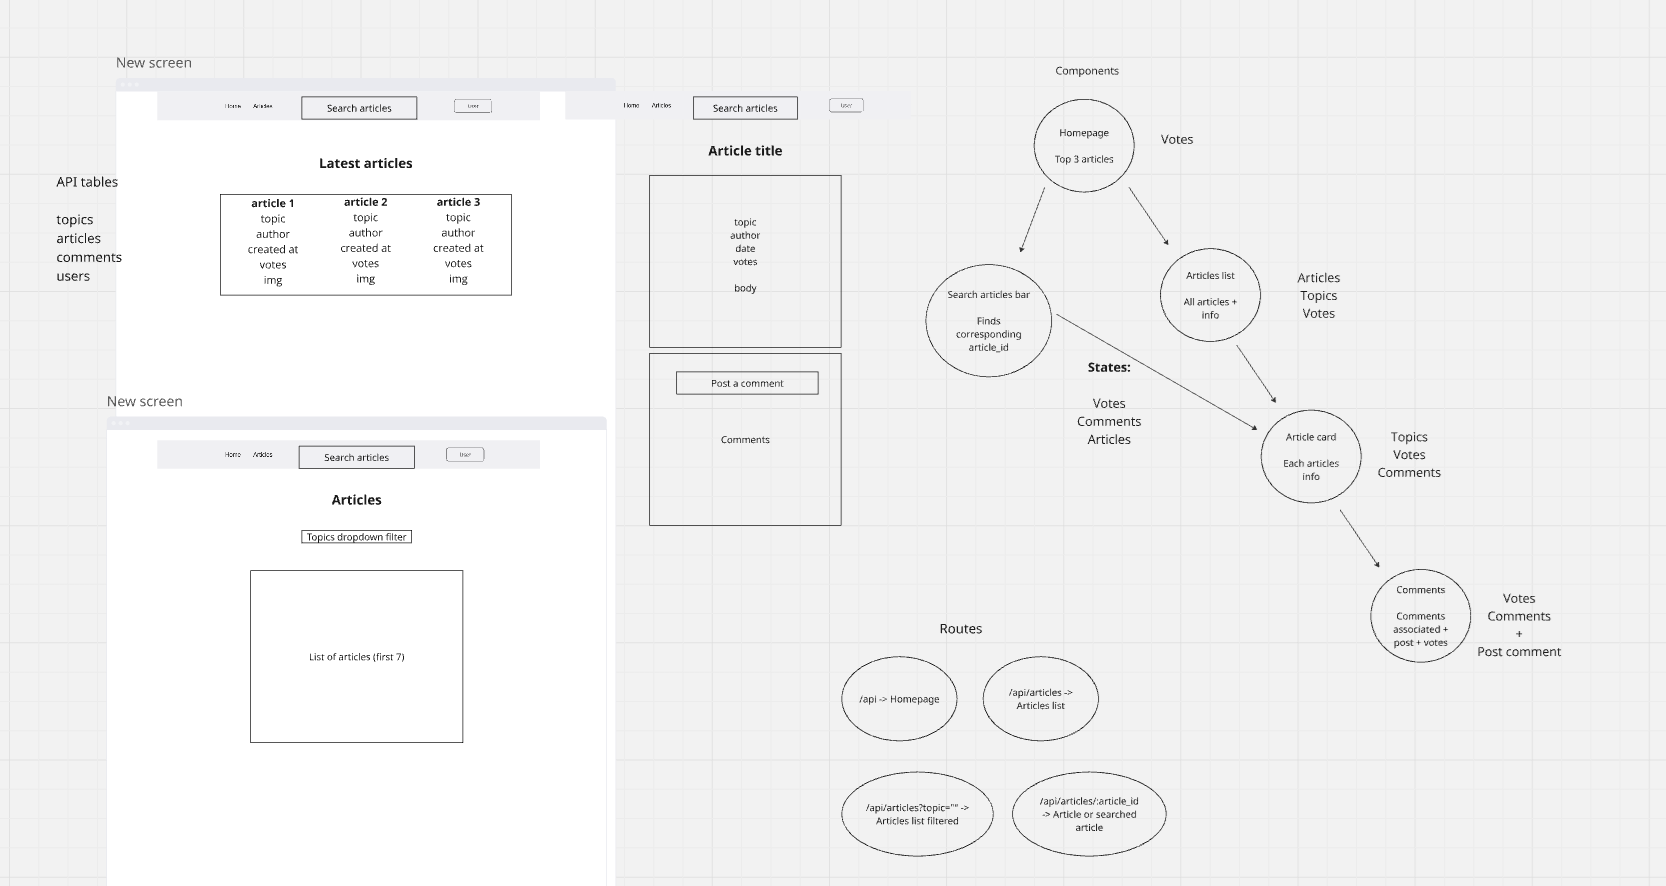 New screen
Home
Articles
Search articles
User
Latest articles
article 1
topic
author
created at
votes
img
article 2
topic
author
created at
votes
img
article 3
topic
author
created at
votes
img
API tables
topics
articles
comments
users
New screen
Home
Articles
Search articles
User
Articles
Topics dropdown filter
List of articles (first 7)
Home
Articles
Search articles
User
Article title
topic
author
date
votes
body
Post a comment
Comments
Components
Homepage
Top 3 articles
Votes
Search articles bar
Finds
corresponding
article_id
Articles list
All articles +
info
Articles
Topics
Votes
States:
Votes
Comments
Articles
Article card
Each articles
info
Topics
Votes
Comments
Comments
Comments
associated +
post + votes
Votes
Comments
+
Post comment
Routes
/api -> Homepage
/api/articles ->
Articles list
/api/articles?topic="" ->
Articles list filtered
/api/articles/:article_id
-> Article or searched
article